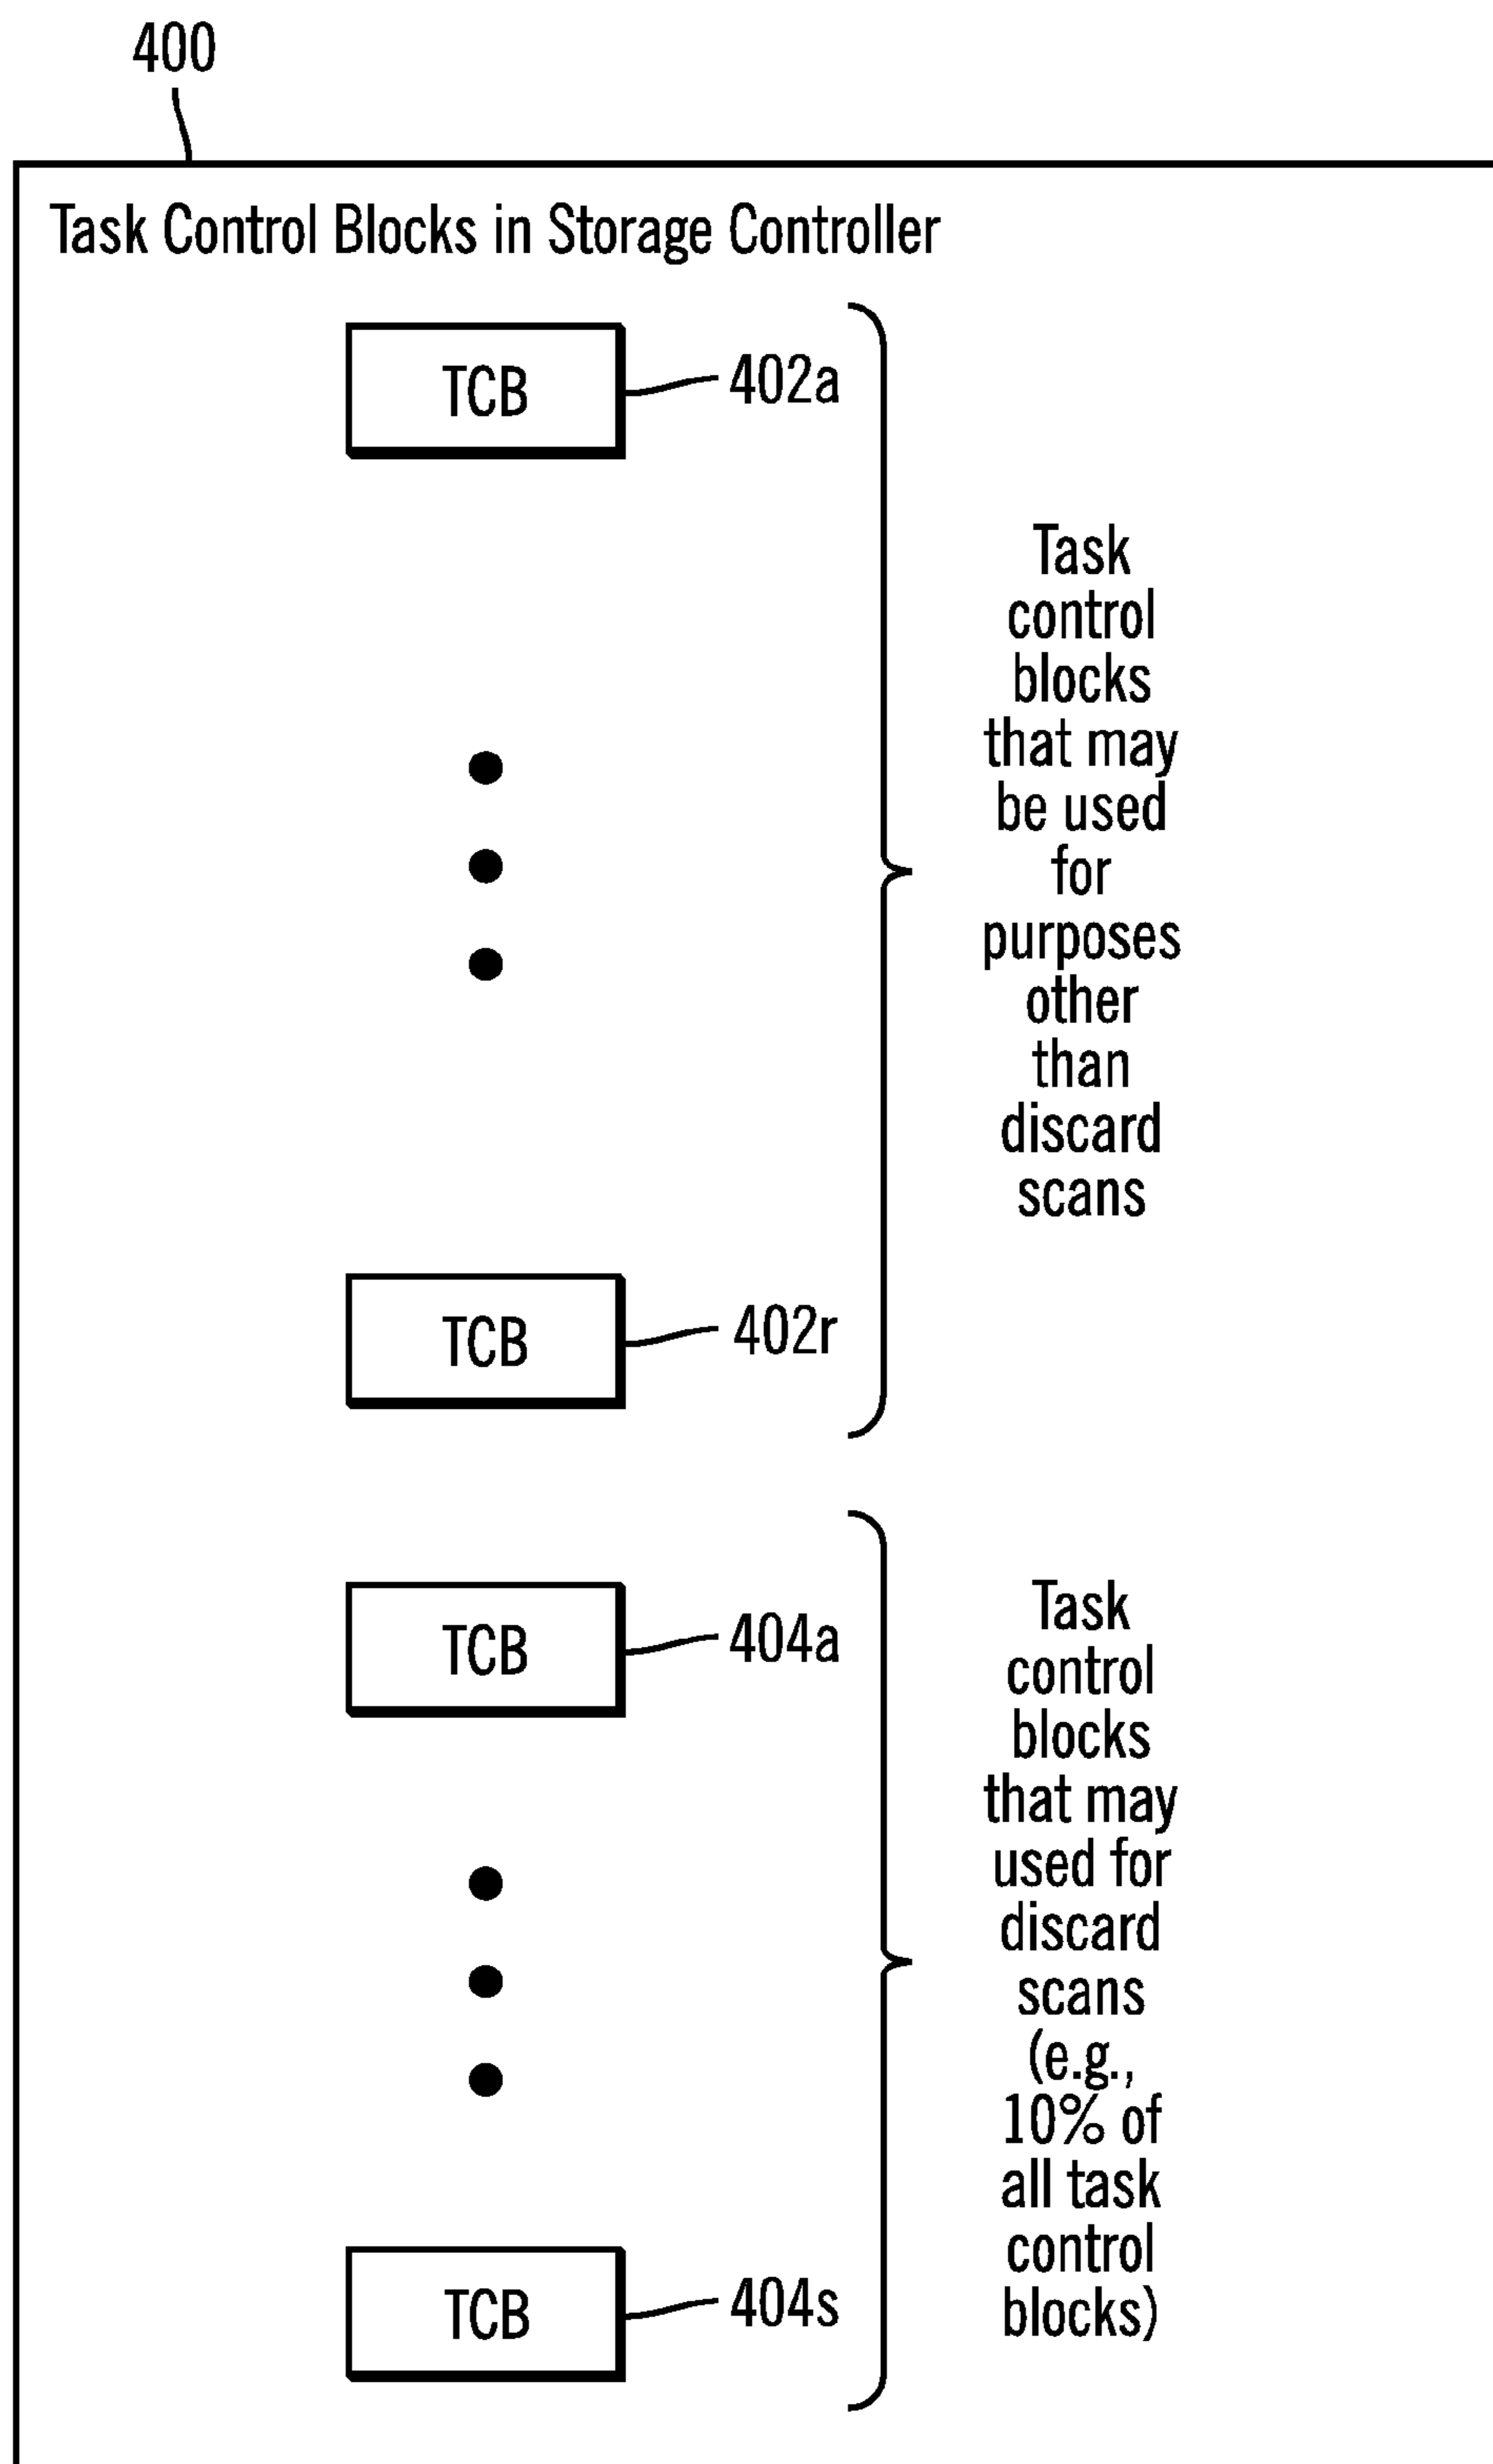 400
Task Control Blocks in Storage Controller
TCB
402a
Task
control
blocks
that may
be used
for
purposes
other
than
discard
scans
TCB
402r
TCB
404a
Task
control
blocks
that may
used for
discard
scans
(e.g.,
10% of
all task
control
blocks)
TCB
404s